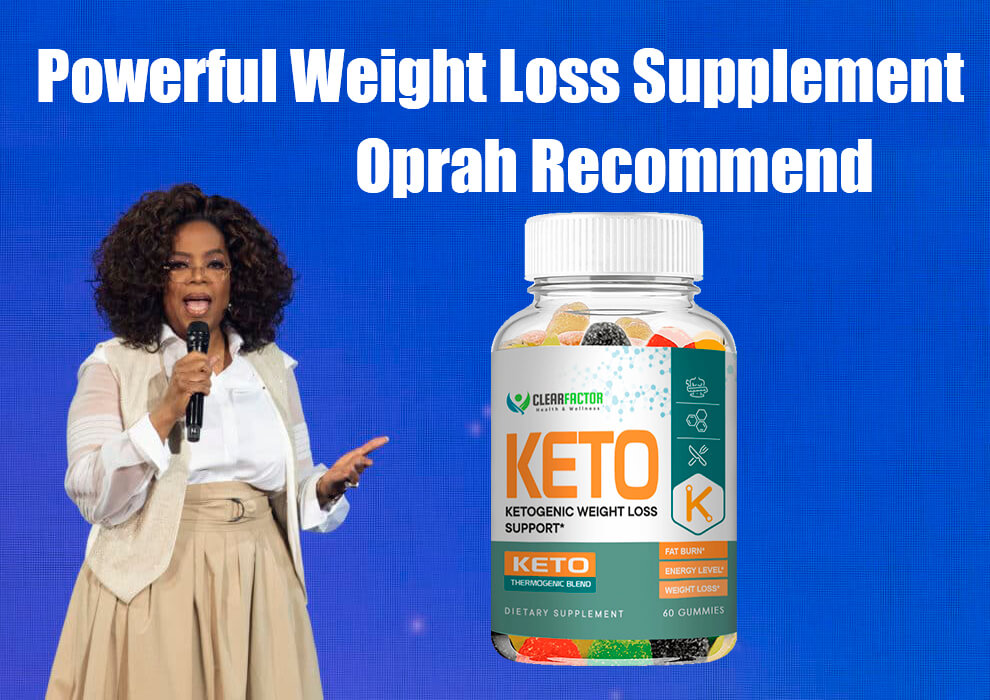 Powerful Weight Loss Supplement
Oprah Recommend
CLEARFACTOR
Health & Wellness
KETO
KETOGENIC WEIGHT LOSS
SUPPORT*
K
KETO
THERMOGENIC BLEND
FAT BURN*
ENERGY LEVEL*
WEIGHT LOSS*
DIETARY SUPPLEMENT
60 GUMMIES